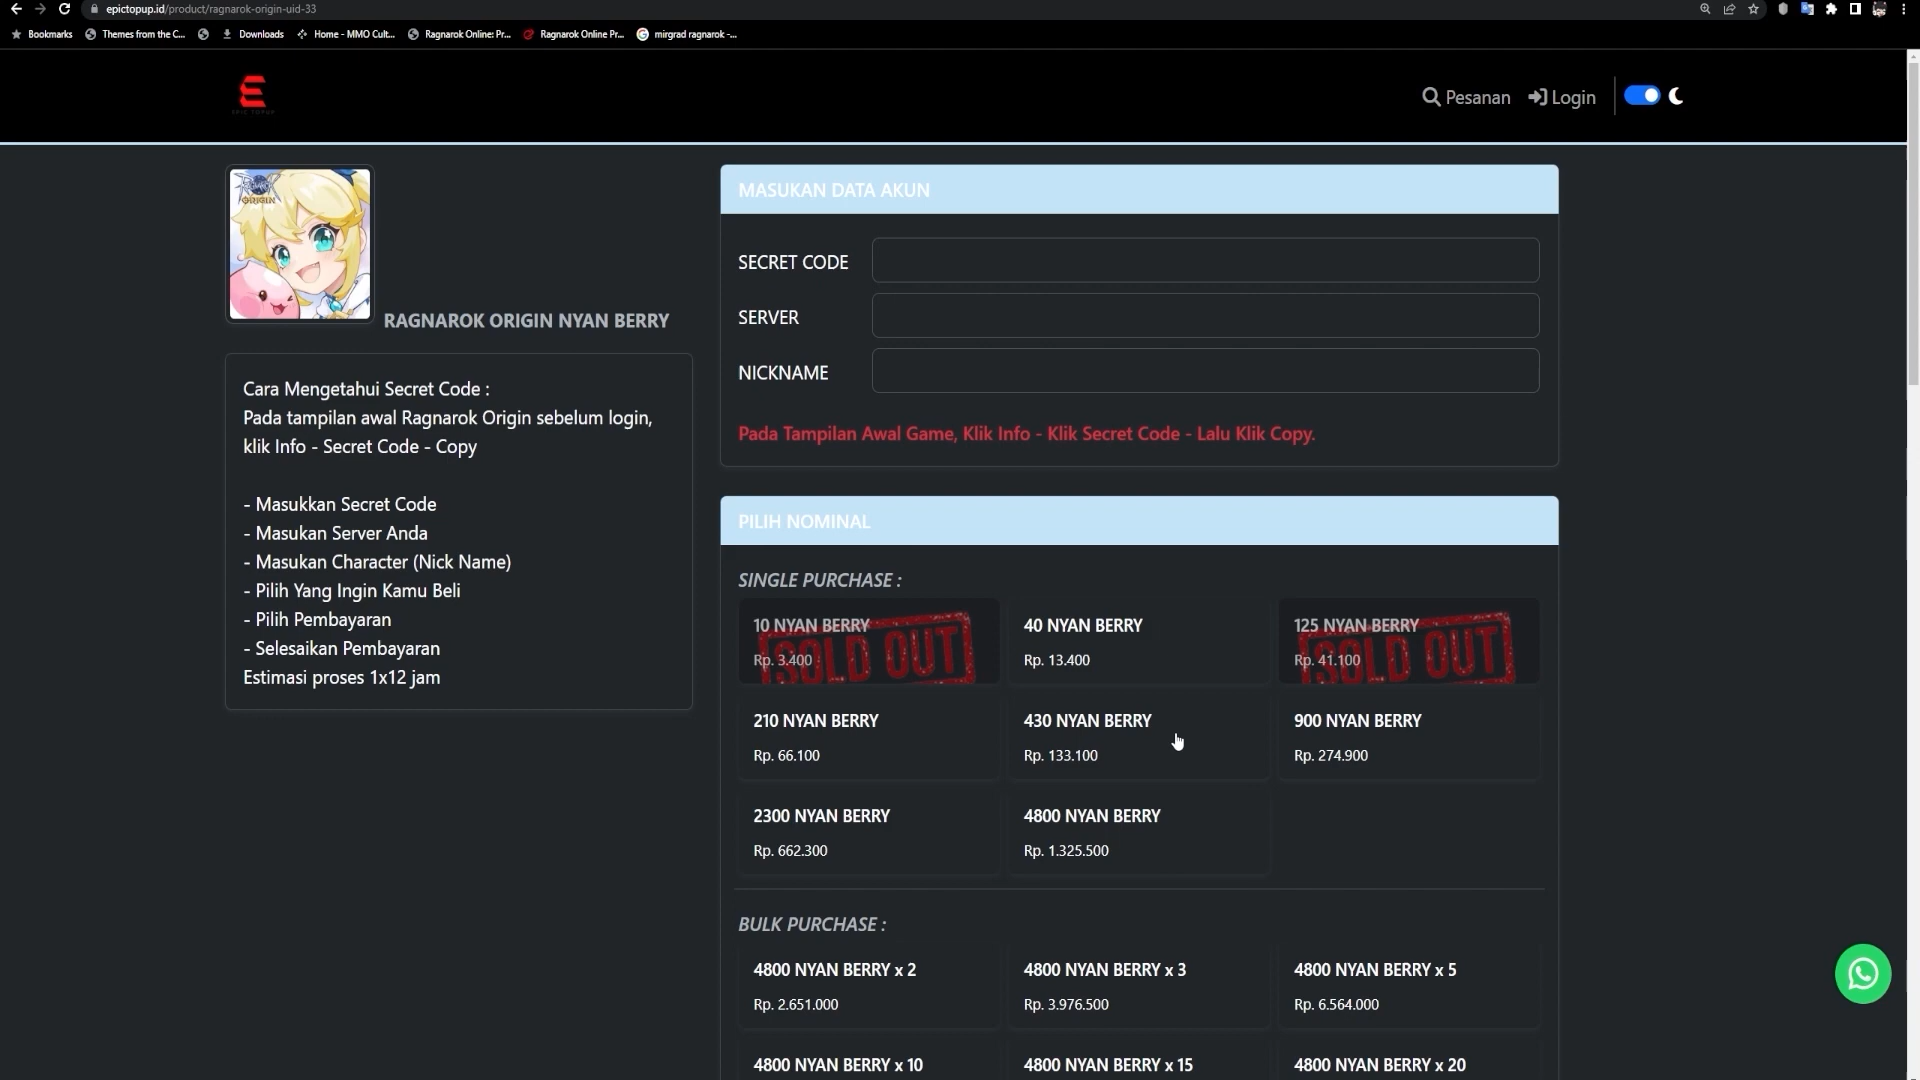 epictopup.id/product/ragnarok-origin-uid-33
Bookmarks
Themes from the C...
Downloads
Home - MMO Cult...
Ragnarok Online: Pr...
Ragnarok Online Pr...
mirgrad ragnarok -...
EPIC TOPUP
Pesanan
Login
RAGNAROK
ORIGIN
RAGNAROK ORIGIN NYAN BERRY
Cara Mengetahui Secret Code :
Pada tampilan awal Ragnarok Origin sebelum login,
klik Info - Secret Code - Copy
- Masukkan Secret Code
- Masukan Server Anda
- Masukan Character (Nick Name)
- Pilih Yang Ingin Kamu Beli
- Pilih Pembayaran
- Selesaikan Pembayaran
Estimasi proses 1x12 jam
MASUKAN DATA AKUN
SECRET CODE
SERVER
NICKNAME
Pada Tampilan Awal Game, Klik Info - Klik Secret Code - Lalu Klik Copy.
PILIH NOMINAL
SINGLE PURCHASE :
10 NYAN BERRY
Rp. 3.400
SOLD OUT
40 NYAN BERRY
Rp. 13.400
125 NYAN BERRY
Rp. 41.100
SOLD OUT
210 NYAN BERRY
Rp. 66.100
430 NYAN BERRY
Rp. 133.100
900 NYAN BERRY
Rp. 274.900
2300 NYAN BERRY
Rp. 662.300
4800 NYAN BERRY
Rp. 1.325.500
BULK PURCHASE :
4800 NYAN BERRY x 2
Rp. 2.651.000
4800 NYAN BERRY x 3
Rp. 3.976.500
4800 NYAN BERRY x 5
Rp. 6.564.000
4800 NYAN BERRY x 10
4800 NYAN BERRY x 15
4800 NYAN BERRY x 20